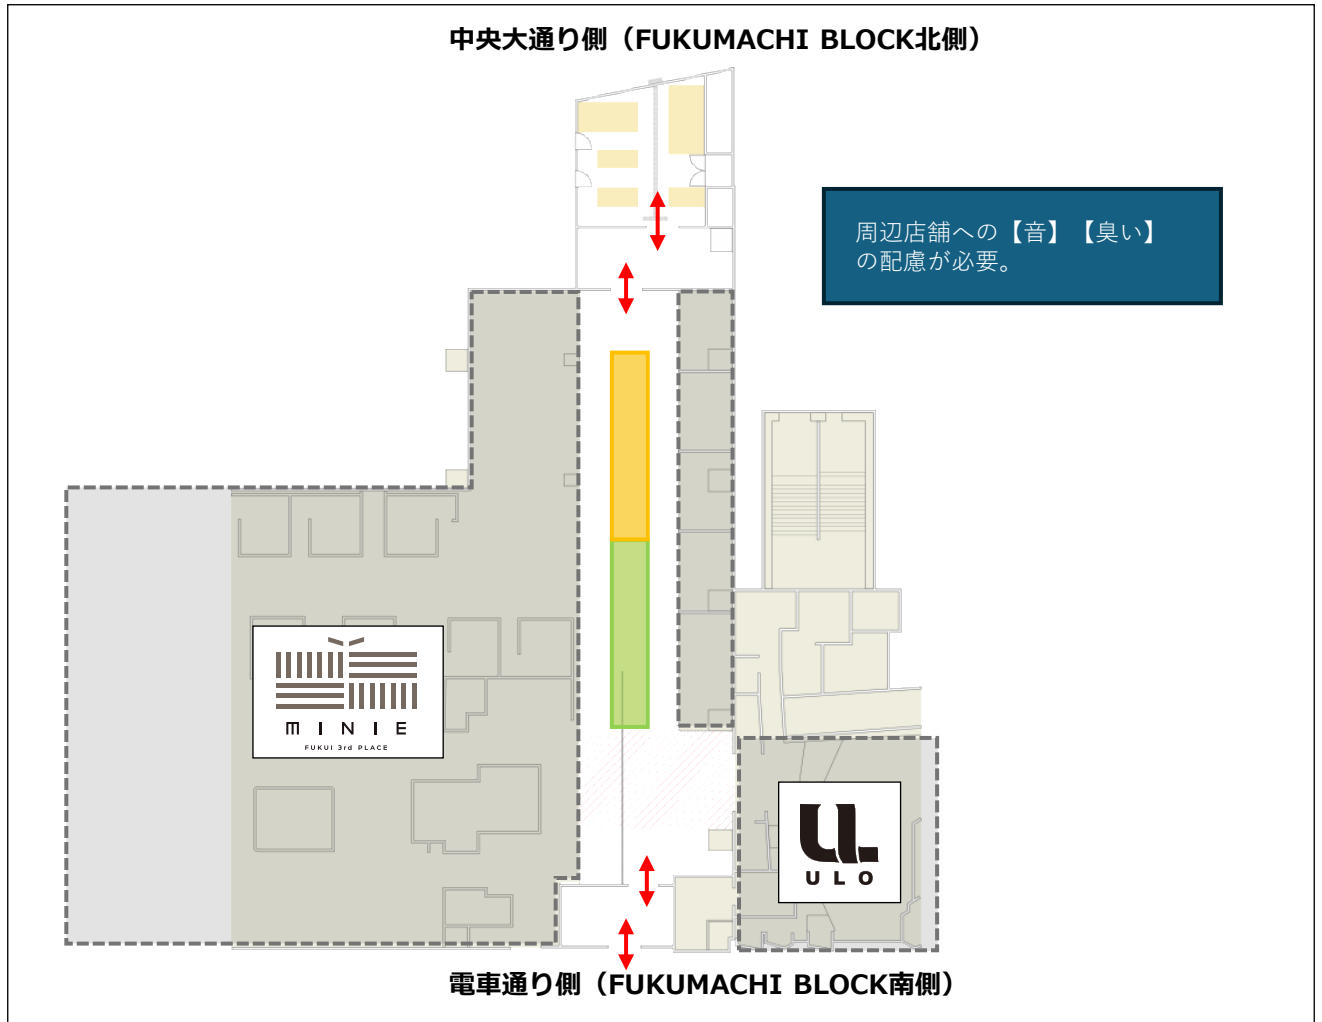 中央大通り側（FUKUMACHI BLOCK北側）
周辺店舗への【音】【臭い】
の配慮が必要。
MINIE
FUKUI 3rd PLACE
UL
ULO
電車通り側（FUKUMACHI BLOCK南側）